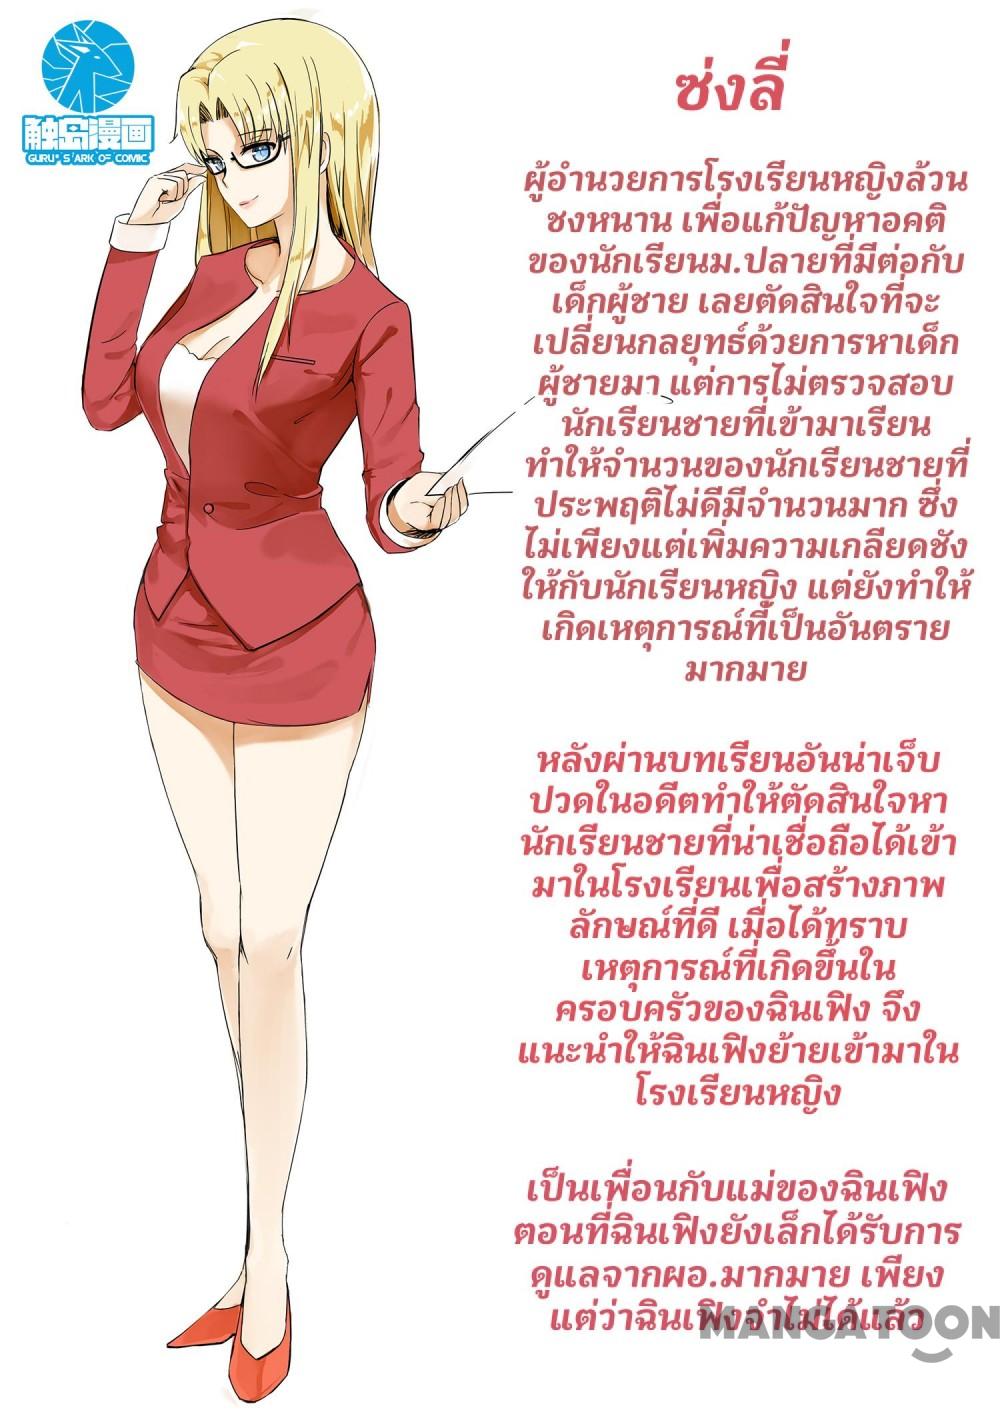 触岛漫画
GURU'S ARK OF COMIC
ซ่งลี่
ผู้อำนวยการโรงเรียนหญิงล้วน
ชงหนาน เพื่อแก้ปัญหาอคติ
ของนักเรียนม.ปลายที่มีต่อกับ
เด็กผู้ชาย เลยตัดสินใจที่จะ
เปลี่ยนกลยุทธ์ด้วยการหาเด็ก
ผู้ชายมา แต่การไม่ตรวจสอบ
นักเรียนชายที่เข้ามาเรียน
ทำให้จำนวนของนักเรียนชายที่
ประพฤติไม่ดีมีจำนวนมาก ซึ่ง
ไม่เพียงแต่เพิ่มความเกลียดชัง
ให้กับนักเรียนหญิง แต่ยังทำให้
เกิดเหตุการณ์ที่เป็นอันตราย
มากมาย
หลังผ่านบทเรียนอันน่าเจ็บ
ปวดในอดีตทำให้ตัดสินใจหา
นักเรียนชายที่น่าเชื่อถือได้เข้า
มาในโรงเรียนเพื่อสร้างภาพ
ลักษณ์ที่ดี เมื่อได้ทราบ
เหตุการณ์ที่เกิดขึ้นใน
ครอบครัวของฉินเฟิง จึง
แนะนำให้ฉินเฟิงย้ายเข้ามาใน
โรงเรียนหญิง
เป็นเพื่อนกับแม่ของฉินเฟิง
ตอนที่ฉินเฟิงยังเล็กได้รับการ
ดูแลจากผอ.มากมาย เพียง
แต่ว่าฉินเฟิงจำไม่ได้แล้ว
MANGATOON